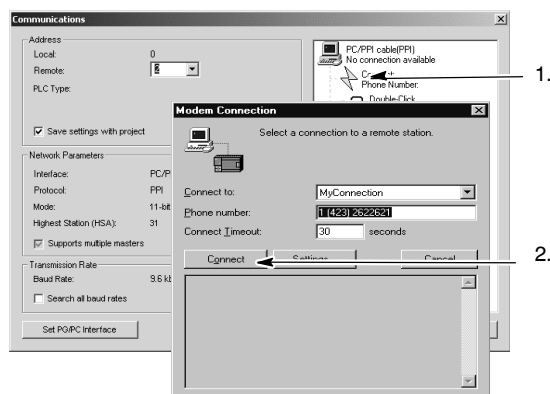 Communications
Address
Local: 0
Remote: 2
PLC Type:
Save settings with project
Network Parameters
Interface: PC/P
Protocol: PPI
Mode: 11-bit
Highest Station (HSA): 31
Supports multiple masters
Transmission Rate
Baud Rate: 9.6 kb
Search all baud rates
Set PG/PC Interface
PC/PPI cable(PPI)
No connection available
Phone Number:
Double-Click
1.
Modem Connection
Select a connection to a remote station.
Connect to: MyConnection
Phone number: 1 (423) 2622621
Connect Timeout: 30 seconds
Connect Settings Cancel
2.